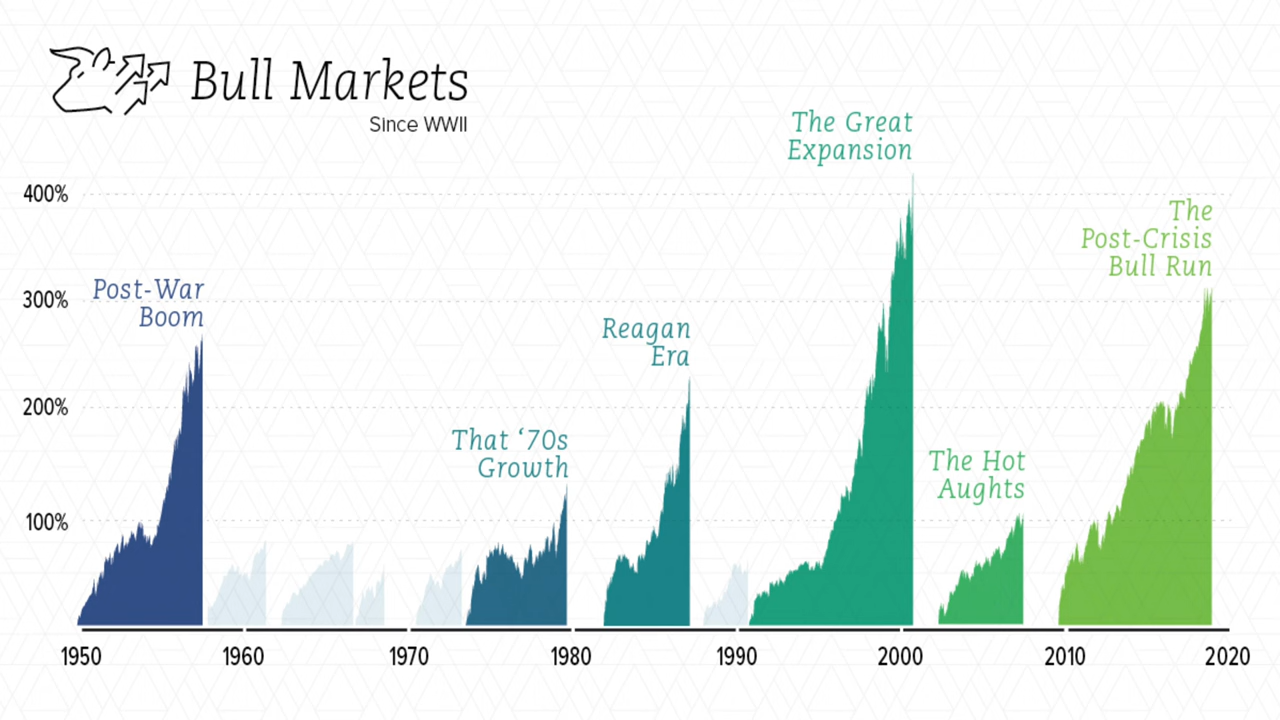 Bull Markets
Since WWII
The Great
Expansion
400%
The
Post-Crisis
Bull Run
Post-War
Boom
300%
Reagan
Era
200%
That ‘70s
Growth
The Hot
Aughts
100%
1950 1960 1970 1980 1990 2000 2010 2020